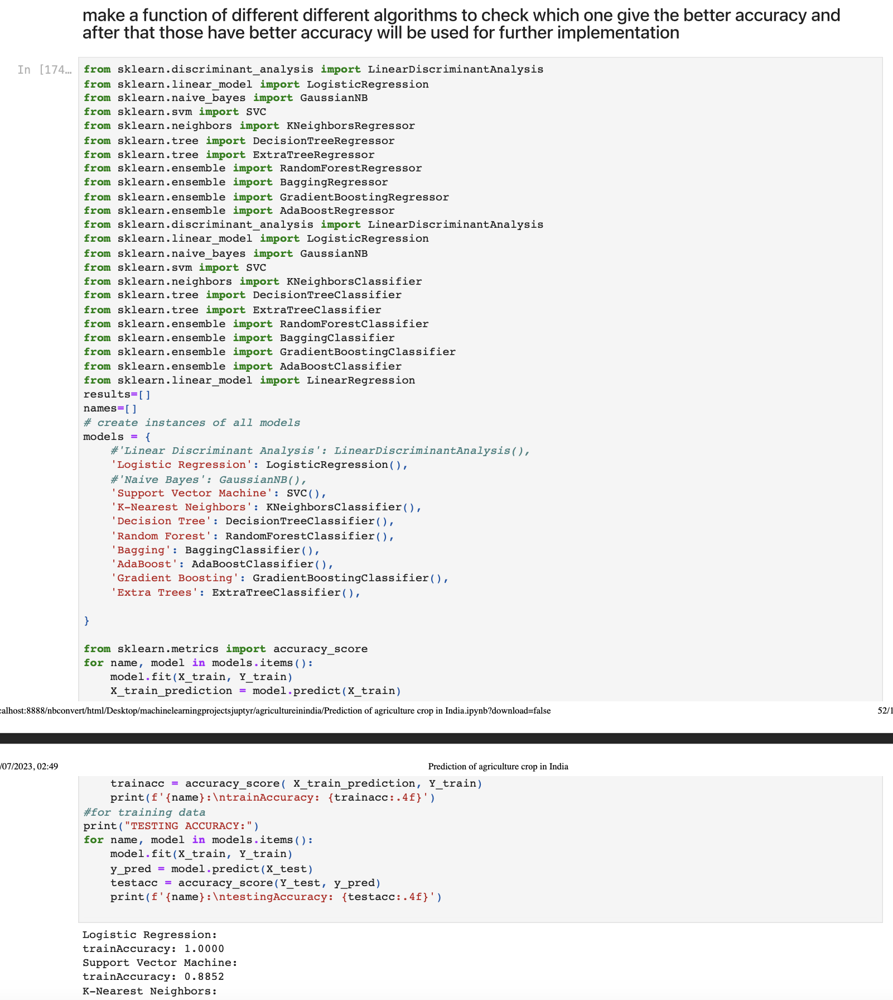 make a function of different different algorithms to check which one give the better accuracy and
after that those have better accuracy will be used for further implementation
In [174…
from sklearn.discriminant_analysis import LinearDiscriminantAnalysis
from sklearn.linear_model import LogisticRegression
from sklearn.naive_bayes import GaussianNB
from sklearn.svm import SVC
from sklearn.neighbors import KNeighborsRegressor
from sklearn.tree import DecisionTreeRegressor
from sklearn.tree import ExtraTreeRegressor
from sklearn.ensemble import RandomForestRegressor
from sklearn.ensemble import BaggingRegressor
from sklearn.ensemble import GradientBoostingRegressor
from sklearn.ensemble import AdaBoostRegressor
from sklearn.discriminant_analysis import LinearDiscriminantAnalysis
from sklearn.linear_model import LogisticRegression
from sklearn.naive_bayes import GaussianNB
from sklearn.svm import SVC
from sklearn.neighbors import KNeighborsClassifier
from sklearn.tree import DecisionTreeClassifier
from sklearn.tree import ExtraTreeClassifier
from sklearn.ensemble import RandomForestClassifier
from sklearn.ensemble import BaggingClassifier
from sklearn.ensemble import GradientBoostingClassifier
from sklearn.ensemble import AdaBoostClassifier
from sklearn.linear_model import LinearRegression
results=[]
names=[]
# create instances of all models
models = {
    #'Linear Discriminant Analysis': LinearDiscriminantAnalysis(),
    'Logistic Regression': LogisticRegression(),
    #'Naive Bayes': GaussianNB(),
    'Support Vector Machine': SVC(),
    'K-Nearest Neighbors': KNeighborsClassifier(),
    'Decision Tree': DecisionTreeClassifier(),
    'Random Forest': RandomForestClassifier(),
    'Bagging': BaggingClassifier(),
    'AdaBoost': AdaBoostClassifier(),
    'Gradient Boosting': GradientBoostingClassifier(),
    'Extra Trees': ExtraTreeClassifier(),
}
from sklearn.metrics import accuracy_score
for name, model in models.items():
    model.fit(X_train, Y_train)
    X_train_prediction = model.predict(X_train)
calhost:8888/nbconvert/html/Desktop/machinelearningprojectsjuptyr/agricultureinindia/Prediction of agriculture crop in India.ipynb?download=false 52/1
/07/2023, 02:49 Prediction of agriculture crop in India
    trainacc = accuracy_score( X_train_prediction, Y_train)
    print(f'{name}:\ntrainAccuracy: {trainacc:.4f}')
#for training data
print("TESTING ACCURACY:")
for name, model in models.items():
    model.fit(X_train, Y_train)
    y_pred = model.predict(X_test)
    testacc = accuracy_score(Y_test, y_pred)
    print(f'{name}:\ntestingAccuracy: {testacc:.4f}')
Logistic Regression:
trainAccuracy: 1.0000
Support Vector Machine:
trainAccuracy: 0.8852
K-Nearest Neighbors: